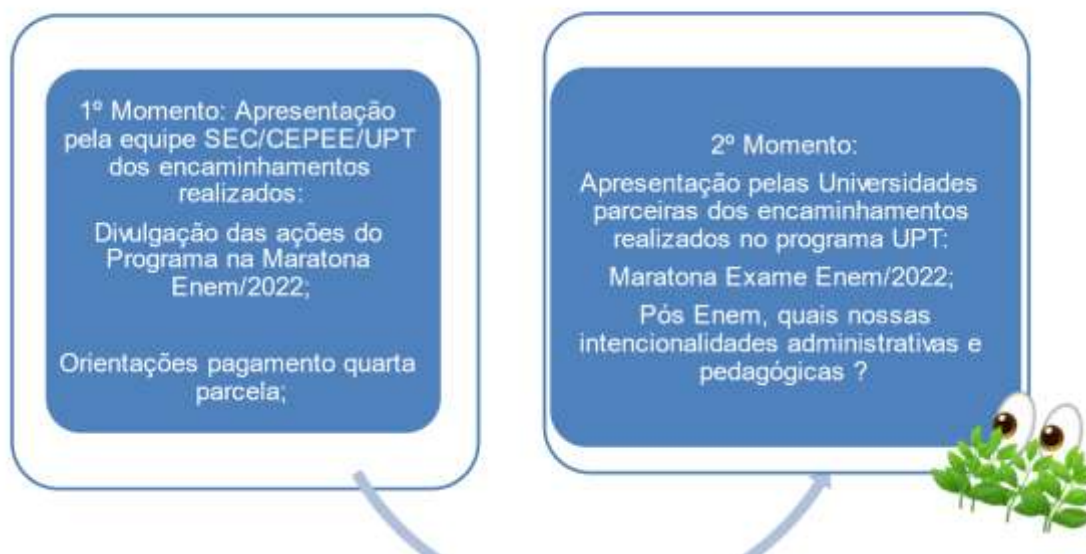 1º Momento: Apresentação
pela equipe SEC/CEPEE/UPT
dos encaminhamentos
realizados:
Divulgação das ações do
Programa na Maratona
Enem/2022;
Orientações pagamento quarta
parcela;
2º Momento:
Apresentação pelas Universidades
parceiras dos encaminhamentos
realizados no programa UPT:
Maratona Exame Enem/2022;
Pós Enem, quais nossas
intencionalidades administrativas e
pedagógicas ?